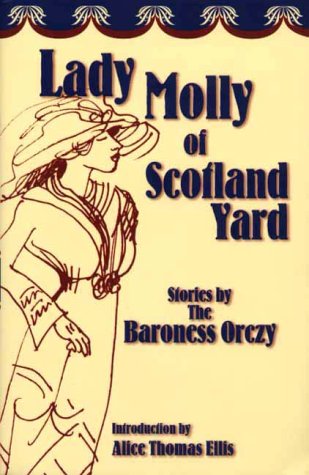 Lady
Molly
of
Scotland
Yard
Stories by
The
Baroness Orczy
Introduction by
Alice Thomas Ellis